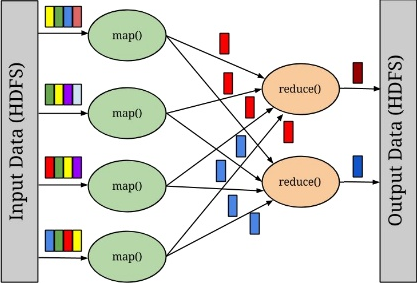 Input Data (HDFS)
map()
map()
map()
map()
reduce()
reduce()
Output Data (HDFS)